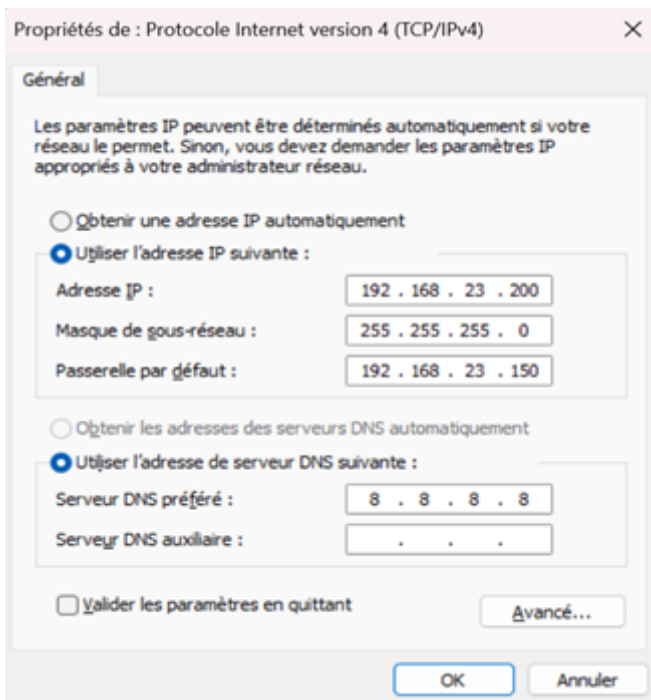 Propriétés de : Protocole Internet version 4 (TCP/IPv4)
Général
Les paramètres IP peuvent être déterminés automatiquement si votre
réseau le permet. Sinon, vous devez demander les paramètres IP
appropriés à votre administrateur réseau.
Obtenir une adresse IP automatiquement
Utiliser l'adresse IP suivante :
Adresse IP : 192 . 168 . 23 . 200
Masque de sous-réseau : 255 . 255 . 255 . 0
Passerelle par défaut : 192 . 168 . 23 . 150
Obtenir les adresses des serveurs DNS automatiquement
Utiliser l'adresse de serveur DNS suivante :
Serveur DNS préféré : 8 . 8 . 8 . 8
Serveur DNS auxiliaire : . . .
Valider les paramètres en quittant
Avancé...
OK Annuler